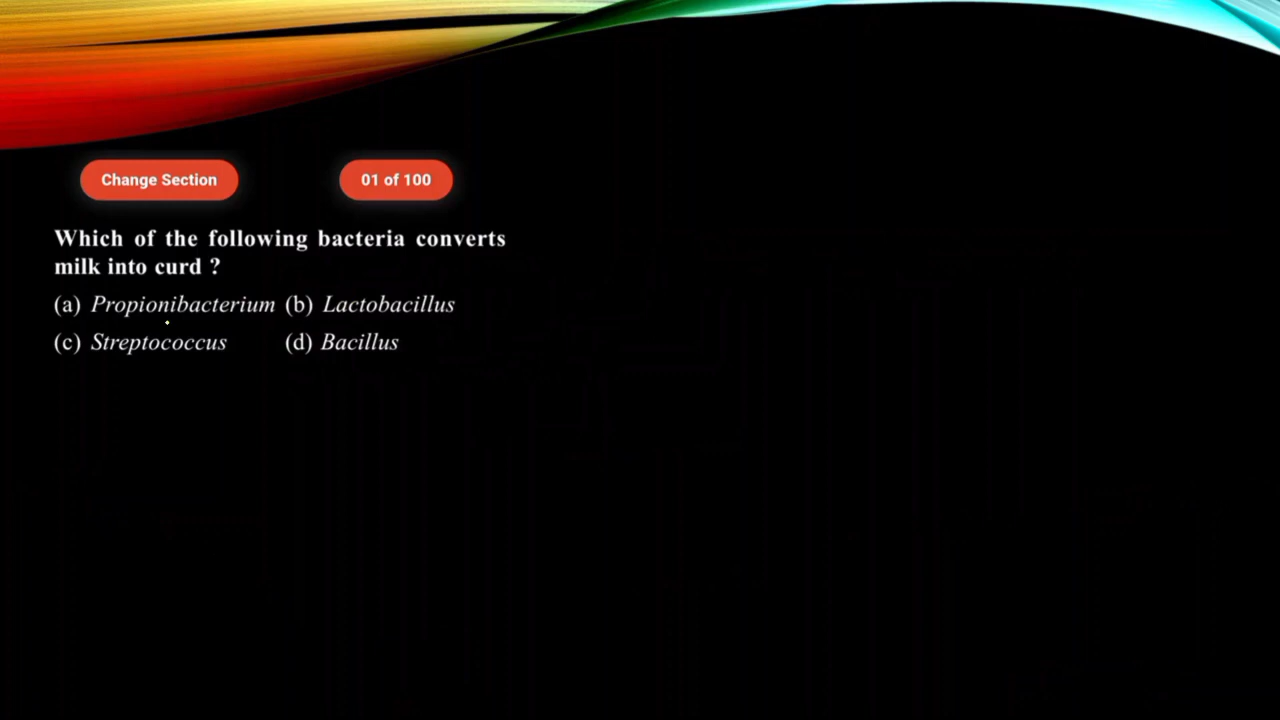 Change Section
01 of 100
Which of the following bacteria converts
milk into curd ?
(a) Propionibacterium (b) Lactobacillus
(c) Streptococcus (d) Bacillus